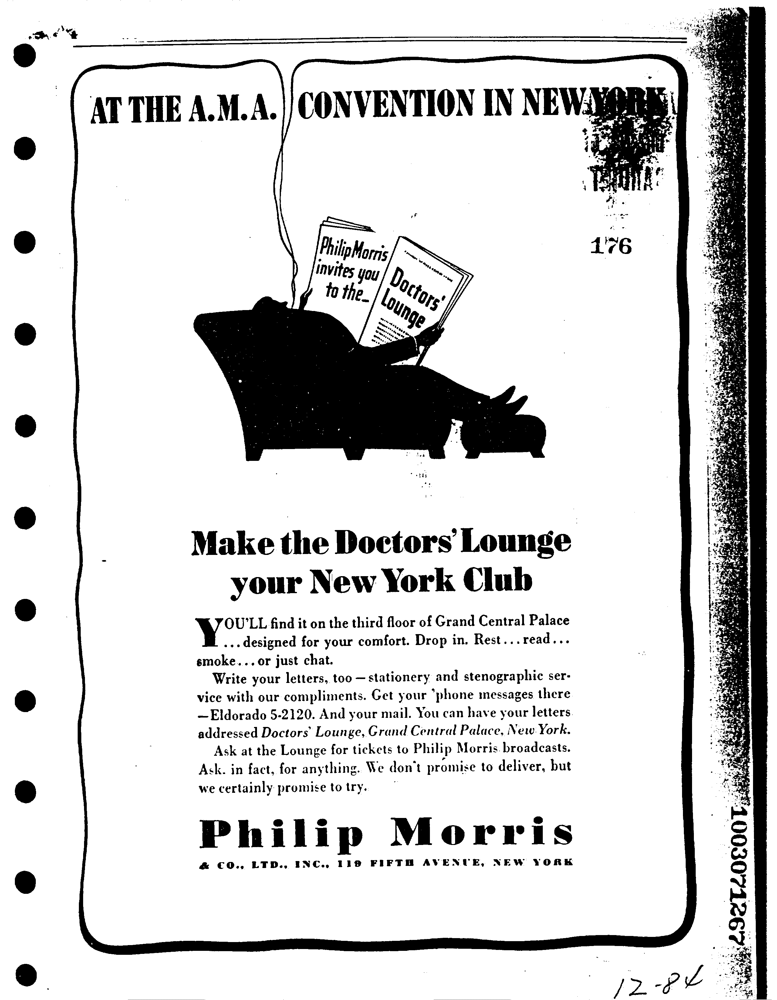 AT THE A.M.A. CONVENTION IN NEW YORK
176
Philip Morris
invites you
to the_
Doctors'
Lounge
Make the Doctors' Lounge
your New York Club
YOU'LL find it on the third floor of Grand Central Palace
... designed for your comfort. Drop in. Rest ... read ...
smoke ... or just chat.
Write your letters, too — stationery and stenographic ser-
vice with our compliments. Get your 'phone messages there
—Eldorado 5-2120. And your mail. You can have your letters
addressed Doctors' Lounge, Grand Central Palace, New York.
Ask at the Lounge for tickets to Philip Morris broadcasts.
Ask, in fact, for anything. We don't promise to deliver, but
we certainly promise to try.
Philip Morris
& CO., LTD., INC., 119 FIFTH AVENUE, NEW YORK
1003071267
12-84